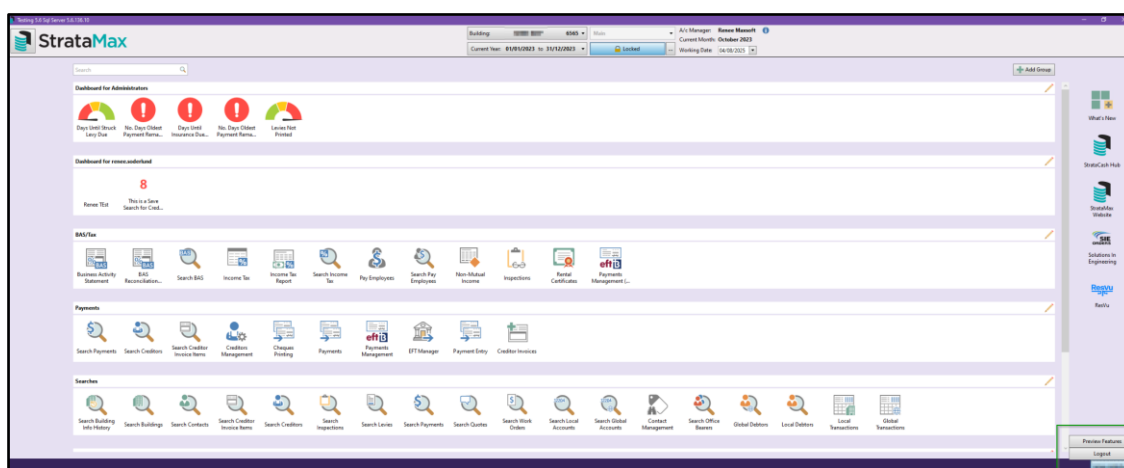 Testing 5.6 Sql Server 5.6.138.10
StrataMax
Building:
Main
A/c Manager: Renee Mansoft
Current Month: October 2023
Current Year: 01/01/2023 to 31/12/2023
Locked
...
Working Date:
Search
Add Group
Dashboard for Administrators
Days Until Struck Levy Due
No. Days Oldest Payment Rema...
Days Until Insurance Due...
No. Days Oldest Payment Rema...
Levies Not Printed
Dashboard for renee.underlund
8
Renee TEst
This is a Save Search for Cred...
BAS/Tax
Business Activity Statement
BAS Reconciliation...
Search BAS
Income Tax
Income Tax Report
Search Income Tax
Pay Employees
Search Pay Employees
Non-Mutual Income
Inspections
Rental Certificates
Payments Management (...
Payments
Search Payments
Search Creditors
Search Creditor Invoice Items
Creditors Management
Cheques Printing
Payments
Payments Management
EFT Manager
Payment Entry
Creditor Invoices
Searches
Search Building Info History
Search Buildings
Search Contacts
Search Creditor Invoice Items
Search Creditors
Search Inspections
Search Levies
Search Payments
Search Quotes
Search Work Orders
Search Local Accounts
Search Global Accounts
Contact Management
Search Office Bearers
Global Debtors
Local Debtors
Local Transactions
Global Transactions
What's New
StrataCash Hub
StrataMax Website
Solutions In Engineering
ResVu
Preview Features
Logout